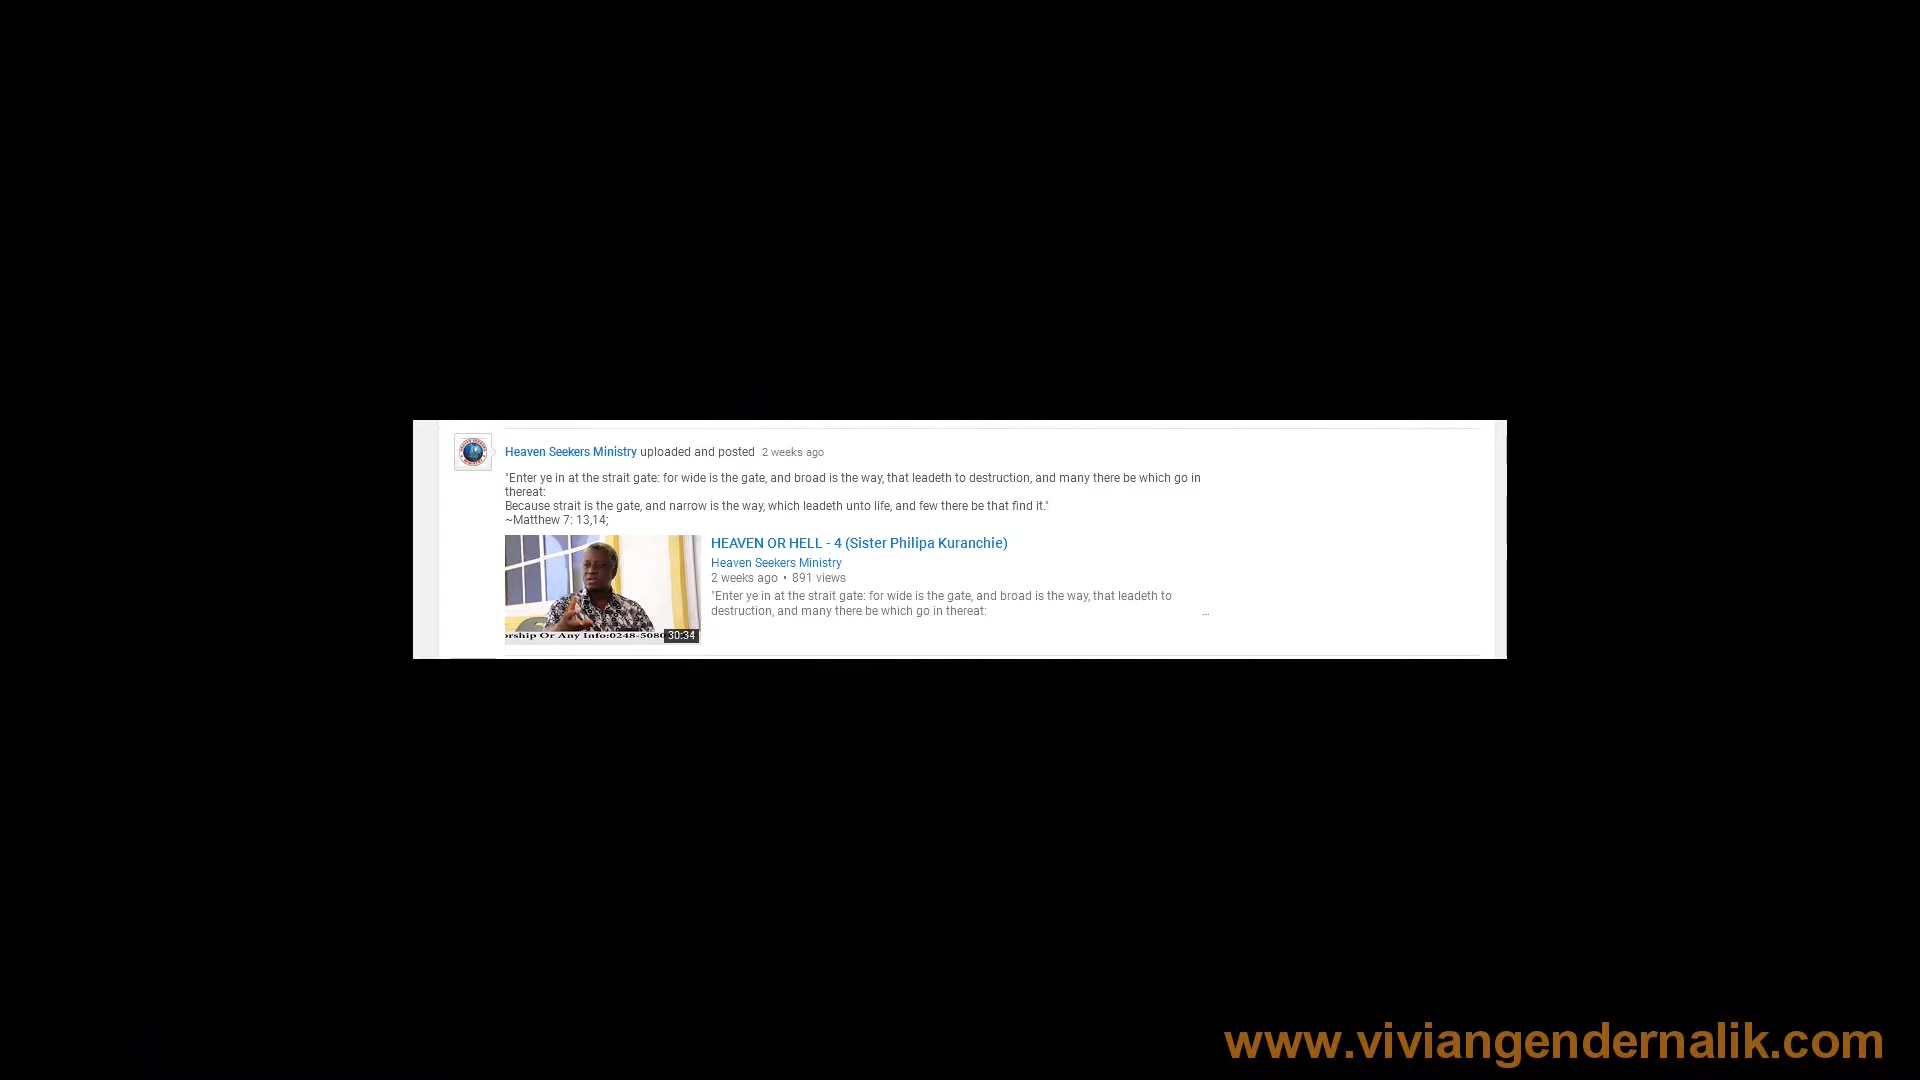 Heaven Seekers Ministry uploaded and posted 2 weeks ago
"Enter ye in at the strait gate: for wide is the gate, and broad is the way, that leadeth to destruction, and many there be which go in
thereat:
Because strait is the gate, and narrow is the way, which leadeth unto life, and few there be that find it."
~Matthew 7: 13,14;
HEAVEN OR HELL - 4 (Sister Philipa Kuranchie)
Heaven Seekers Ministry
2 weeks ago • 891 views
"Enter ye in at the strait gate: for wide is the gate, and broad is the way, that leadeth to
destruction, and many there be which go in thereat: ...
Or Any Info:0248-508
30:34
www.viviangendernalik.com